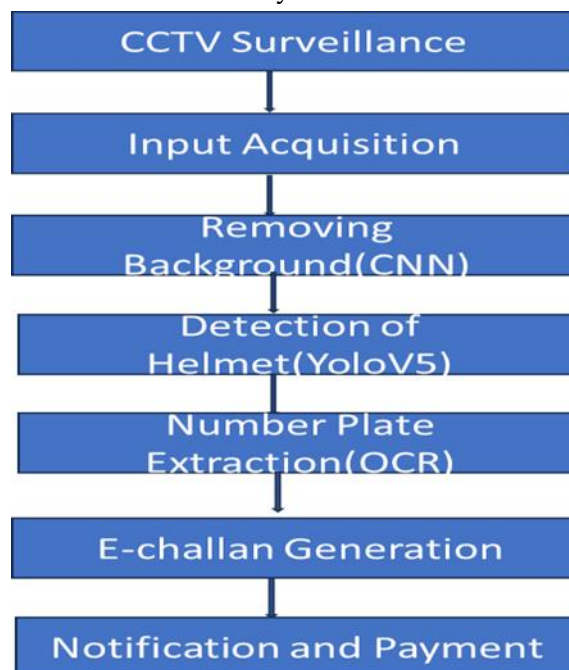 CCTV Surveillance
Input Acquisition
Removing
Background(CNN)
Detection of
Helmet(YoloV5)
Number Plate
Extraction(OCR)
E-challan Generation
Notification and Payment